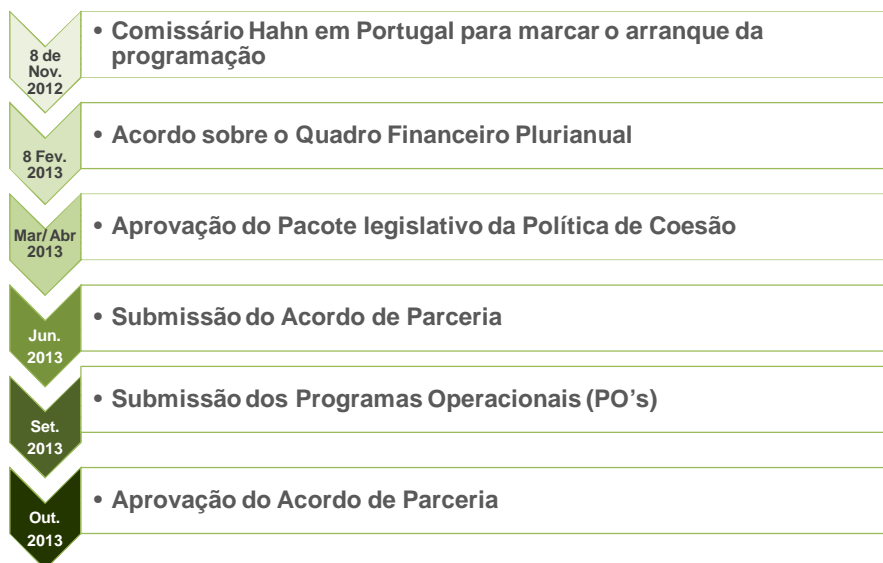 8 de
Nov.
2012
• Comissário Hahn em Portugal para marcar o arranque da
programação
8 Fev.
2013
• Acordo sobre o Quadro Financeiro Plurianual
Mar/Abr
2013
• Aprovação do Pacote legislativo da Política de Coesão
Jun.
2013
• Submissão do Acordo de Parceria
Set.
2013
• Submissão dos Programas Operacionais (PO’s)
Out.
2013
• Aprovação do Acordo de Parceria